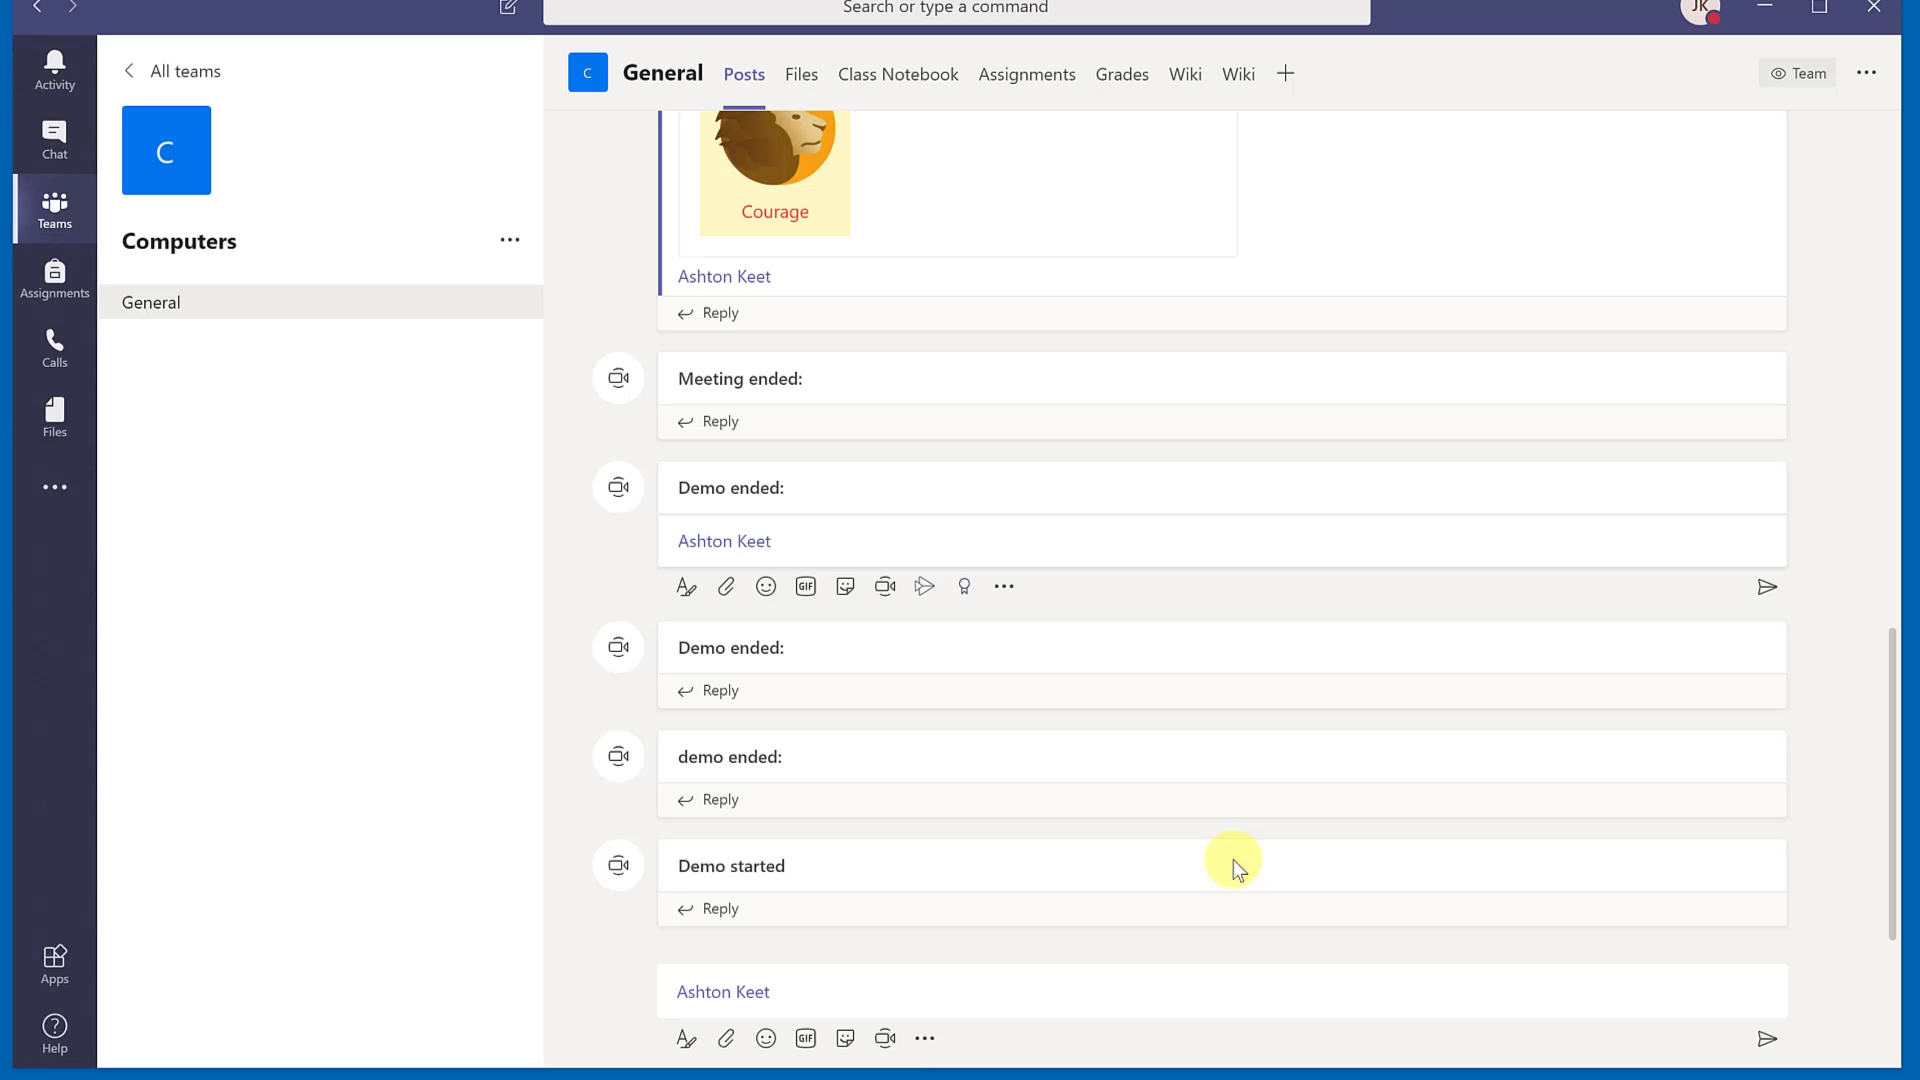 Search or type a command
JK
Activity
Chat
Teams
Assignments
Calls
Files
Apps
Help
All teams
C
Computers
General
C
General
Posts
Files
Class Notebook
Assignments
Grades
Wiki
Wiki
Team
Courage
Ashton Keet
Reply
Meeting ended:
Reply
Demo ended:
Ashton Keet
GIF
Demo ended:
Reply
demo ended:
Reply
Demo started
Reply
Ashton Keet
GIF